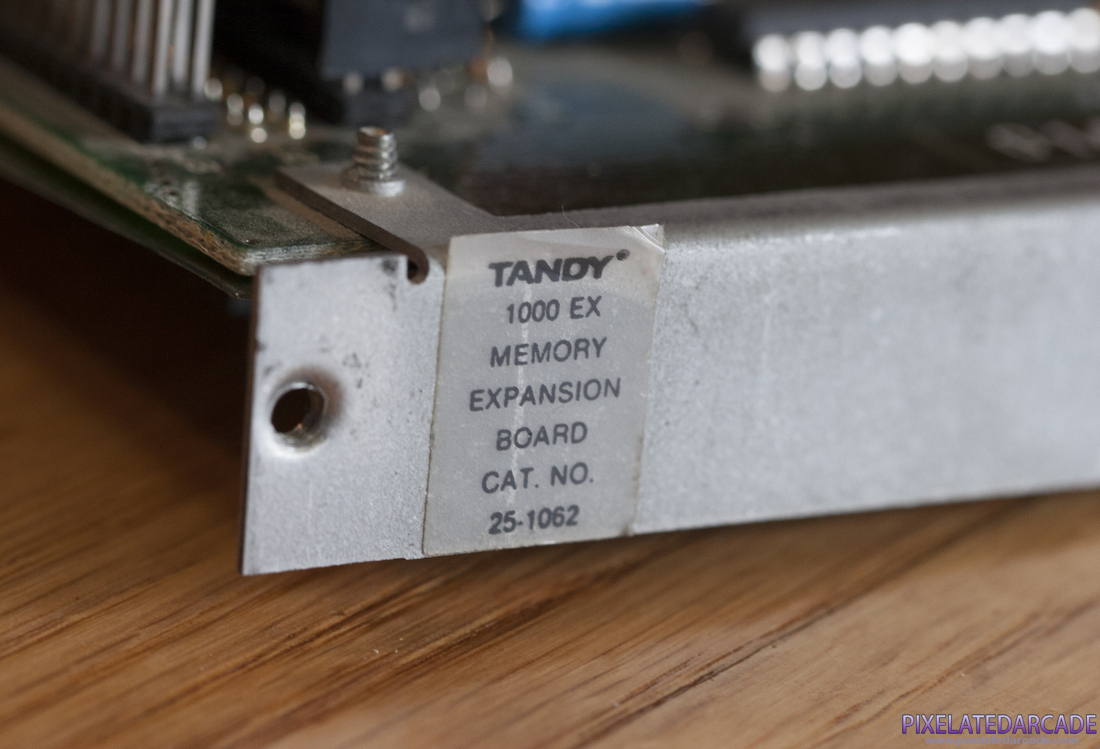 TANDY®
1000 EX
MEMORY
EXPANSION
BOARD
CAT. NO.
25-1062
PIXELATEDARCADE